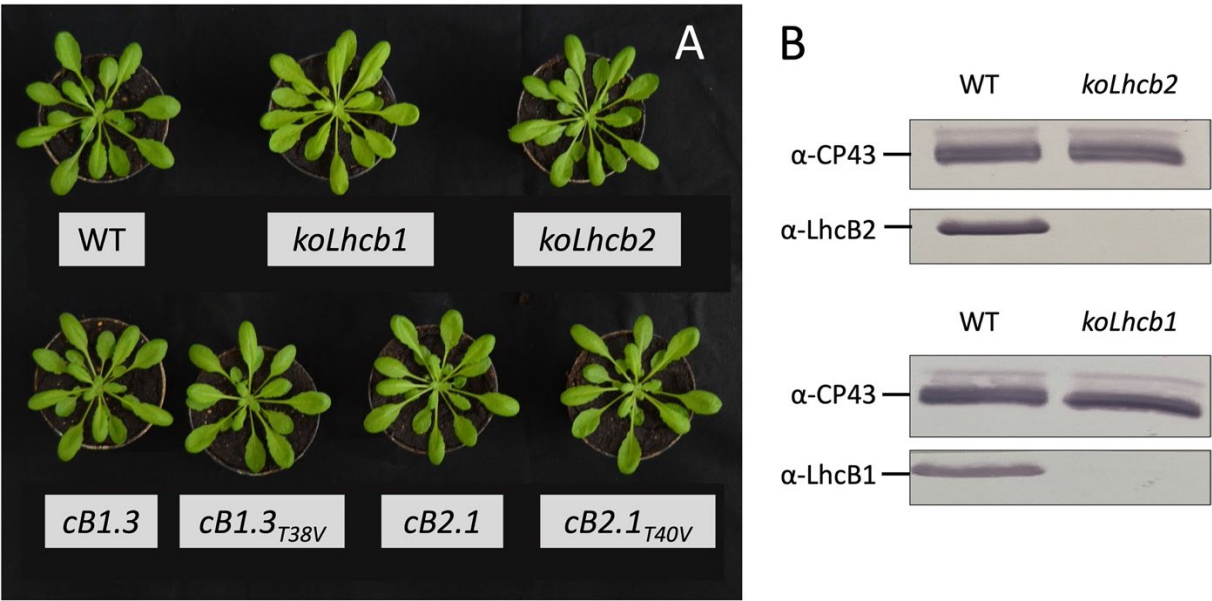 A
WT koLhcb1 koLhcb2
cB1.3 cB1.3T38V cB2.1 cB2.1T40V
B
WT koLhcb2
α-CP43
α-LhcB2
WT koLhcb1
α-CP43
α-LhcB1